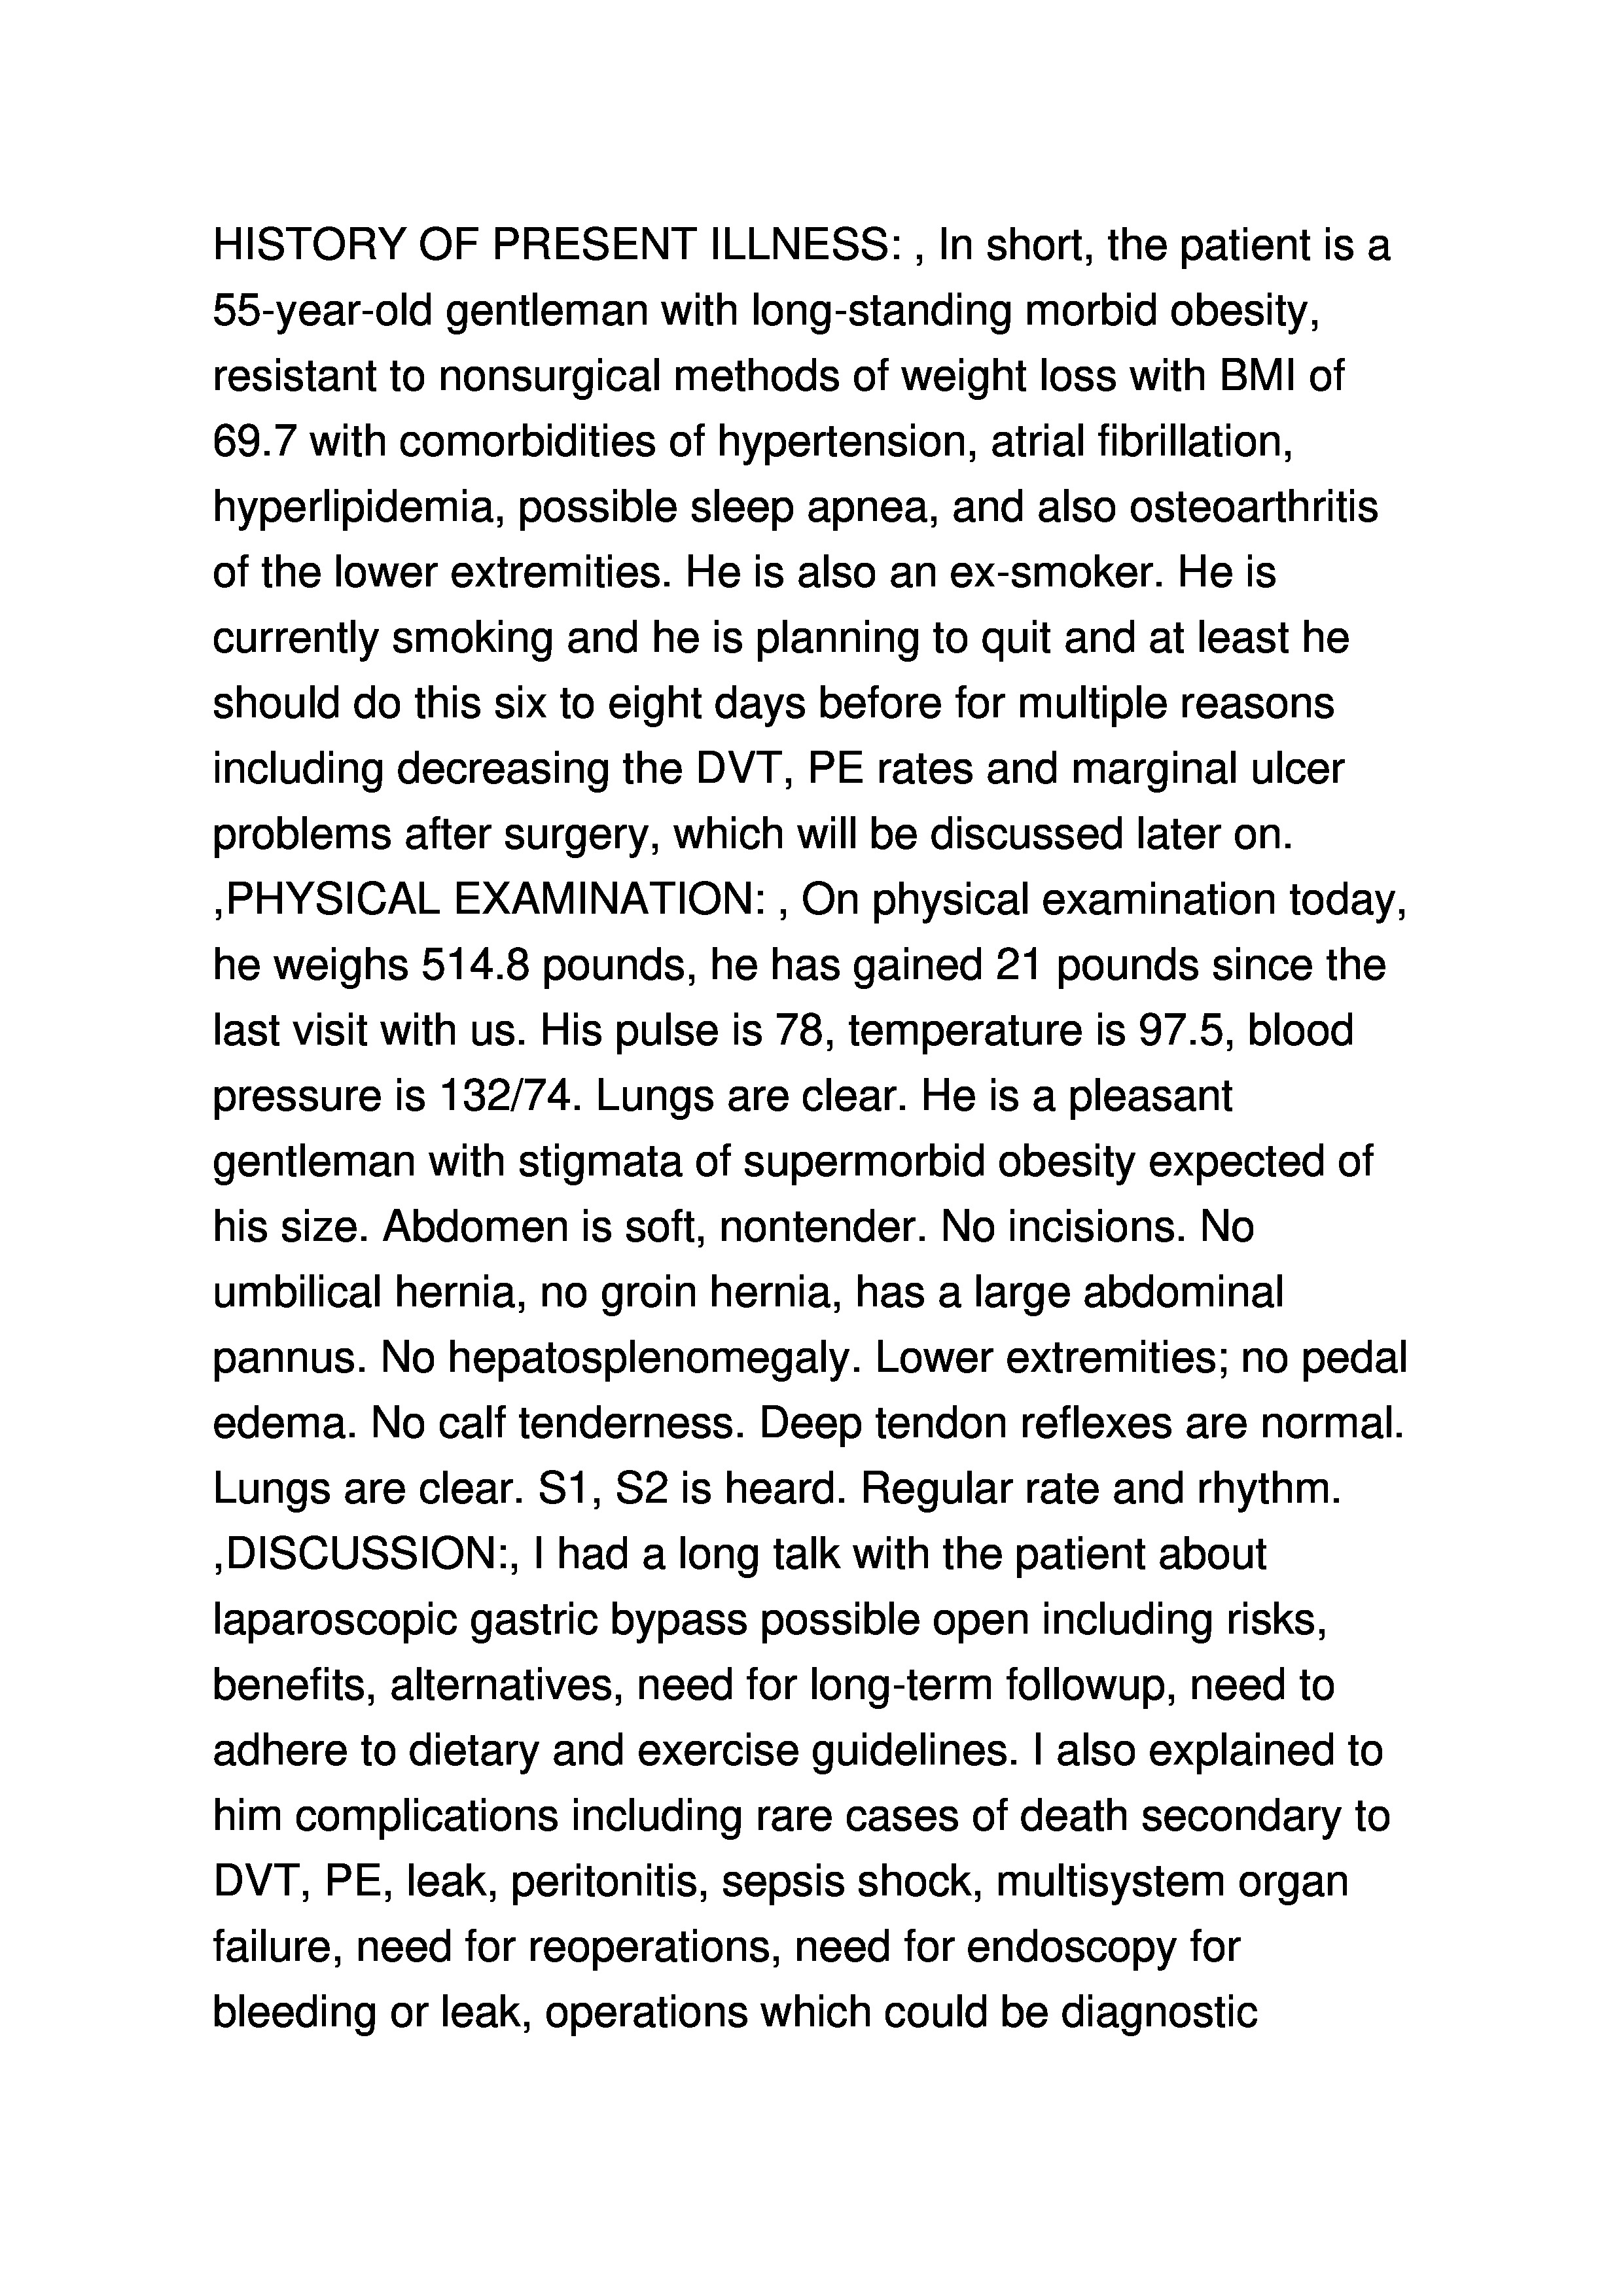 HISTORY OF PRESENT ILLNESS: , In short, the patient is a
55-year-old gentleman with long-standing morbid obesity,
resistant to nonsurgical methods of weight loss with BMI of
69.7 with comorbidities of hypertension, atrial fibrillation,
hyperlipidemia, possible sleep apnea, and also osteoarthritis
of the lower extremities. He is also an ex-smoker. He is
currently smoking and he is planning to quit and at least he
should do this six to eight days before for multiple reasons
including decreasing the DVT, PE rates and marginal ulcer
problems after surgery, which will be discussed later on.
,PHYSICAL EXAMINATION: , On physical examination today,
he weighs 514.8 pounds, he has gained 21 pounds since the
last visit with us. His pulse is 78, temperature is 97.5, blood
pressure is 132/74. Lungs are clear. He is a pleasant
gentleman with stigmata of supermorbid obesity expected of
his size. Abdomen is soft, nontender. No incisions. No
umbilical hernia, no groin hernia, has a large abdominal
pannus. No hepatosplenomegaly. Lower extremities; no pedal
edema. No calf tenderness. Deep tendon reflexes are normal.
Lungs are clear. S1, S2 is heard. Regular rate and rhythm.
,DISCUSSION:, I had a long talk with the patient about
laparoscopic gastric bypass possible open including risks,
benefits, alternatives, need for long-term followup, need to
adhere to dietary and exercise guidelines. I also explained to
him complications including rare cases of death secondary to
DVT, PE, leak, peritonitis, sepsis shock, multisystem organ
failure, need for reoperations, need for endoscopy for
bleeding or leak, operations which could be diagnostic